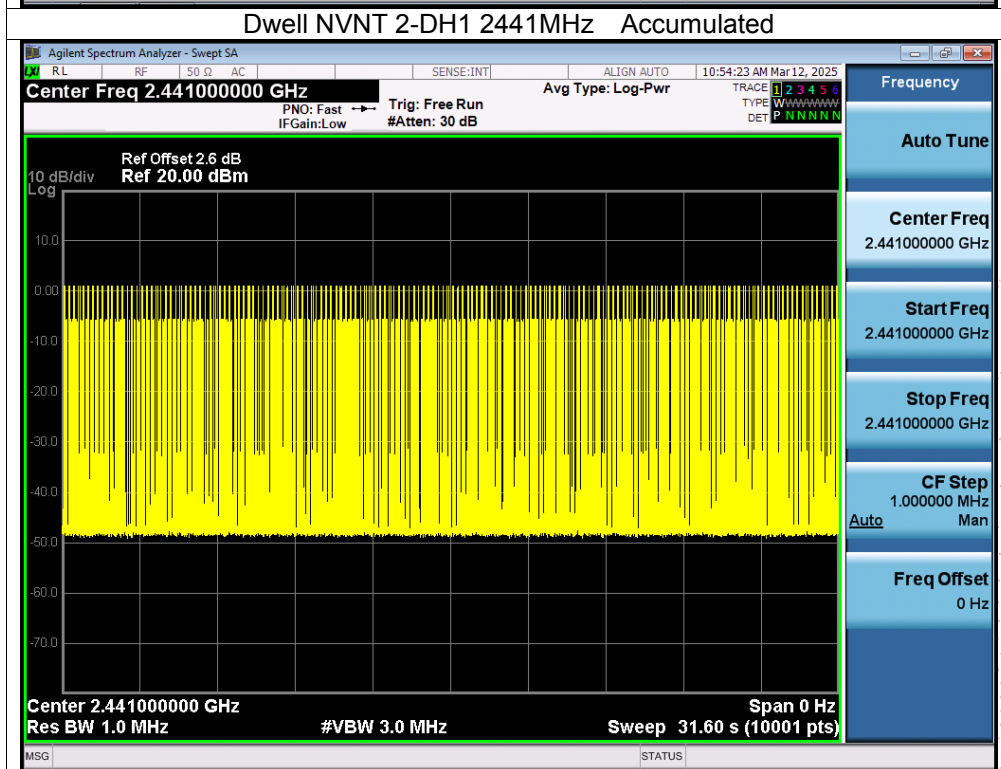 Dwell NVNT 2-DH1 2441MHz Accumulated
Agilent Spectrum Analyzer - Swept SA
LXI RL RF 50 Ω AC SENSE:INT ALIGN AUTO 10:54:23 AM Mar 12, 2025
Center Freq 2.441000000 GHz
PNO: Fast
IFGain:Low
Trig: Free Run
#Atten: 30 dB
Avg Type: Log-Pwr
TRACE 1 2 3 4 5 6
TYPE WWWWWWW
DET P N N N N N
Ref Offset 2.6 dB
10 dB/div Ref 20.00 dBm
Log
10.0
0.00
-10.0
-20.0
-30.0
-40.0
-50.0
-60.0
-70.0
Center 2.441000000 GHz Span 0 Hz
Res BW 1.0 MHz #VBW 3.0 MHz Sweep 31.60 s (10001 pts)
MSG STATUS
Frequency
Auto Tune
Center Freq
2.441000000 GHz
Start Freq
2.441000000 GHz
Stop Freq
2.441000000 GHz
CF Step
1.000000 MHz
Auto Man
Freq Offset
0 Hz